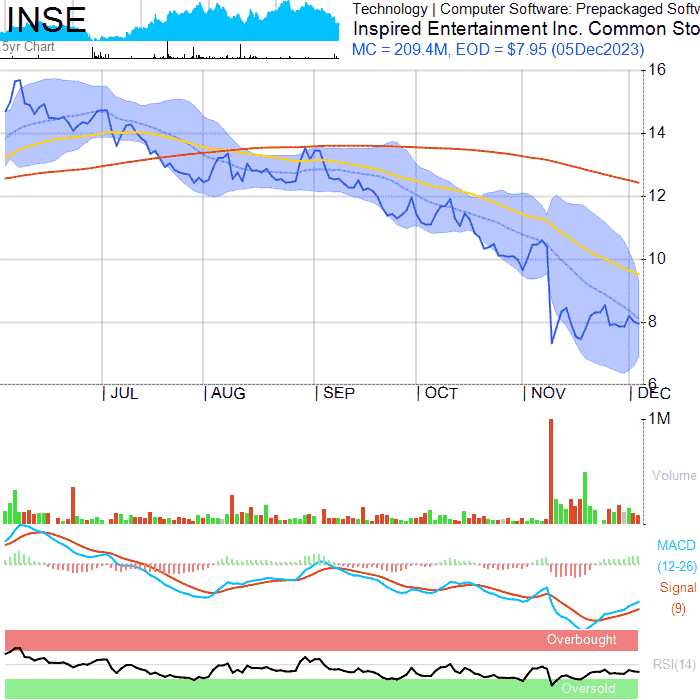 INSE
5yr Chart
Technology | Computer Software: Prepackaged Softw
Inspired Entertainment Inc. Common Sto
MC = 209.4M, EOD = $7.95 (05Dec2023)
16
14
12
10
8
6
JUL AUG SEP OCT NOV DEC
1M
Volume
MACD
(12-26)
Signal
(9)
Overbought
RSI(14)
Oversold